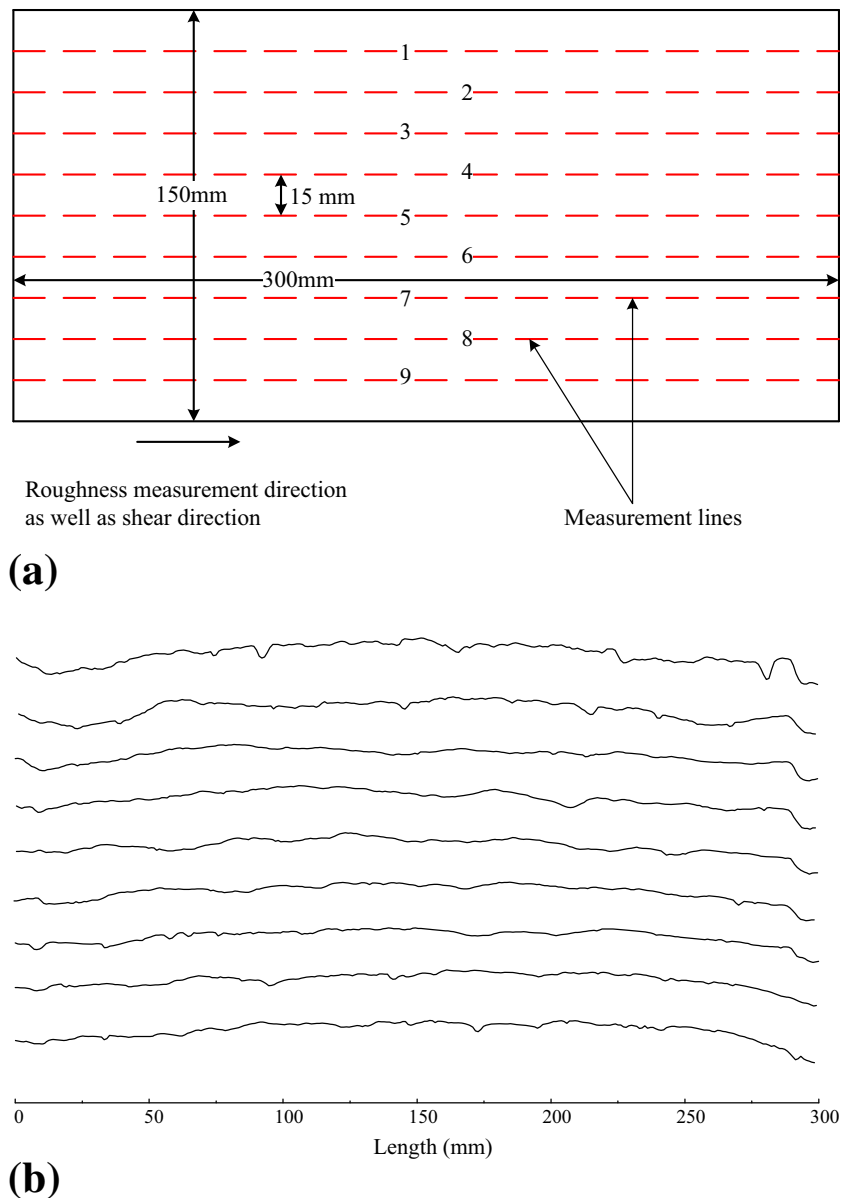 1
2
3
4
150mm
15 mm
5
6
300mm
7
8
9
Roughness measurement direction
as well as shear direction
Measurement lines
(a)
0 50 100 150 200 250 300
Length (mm)
(b)